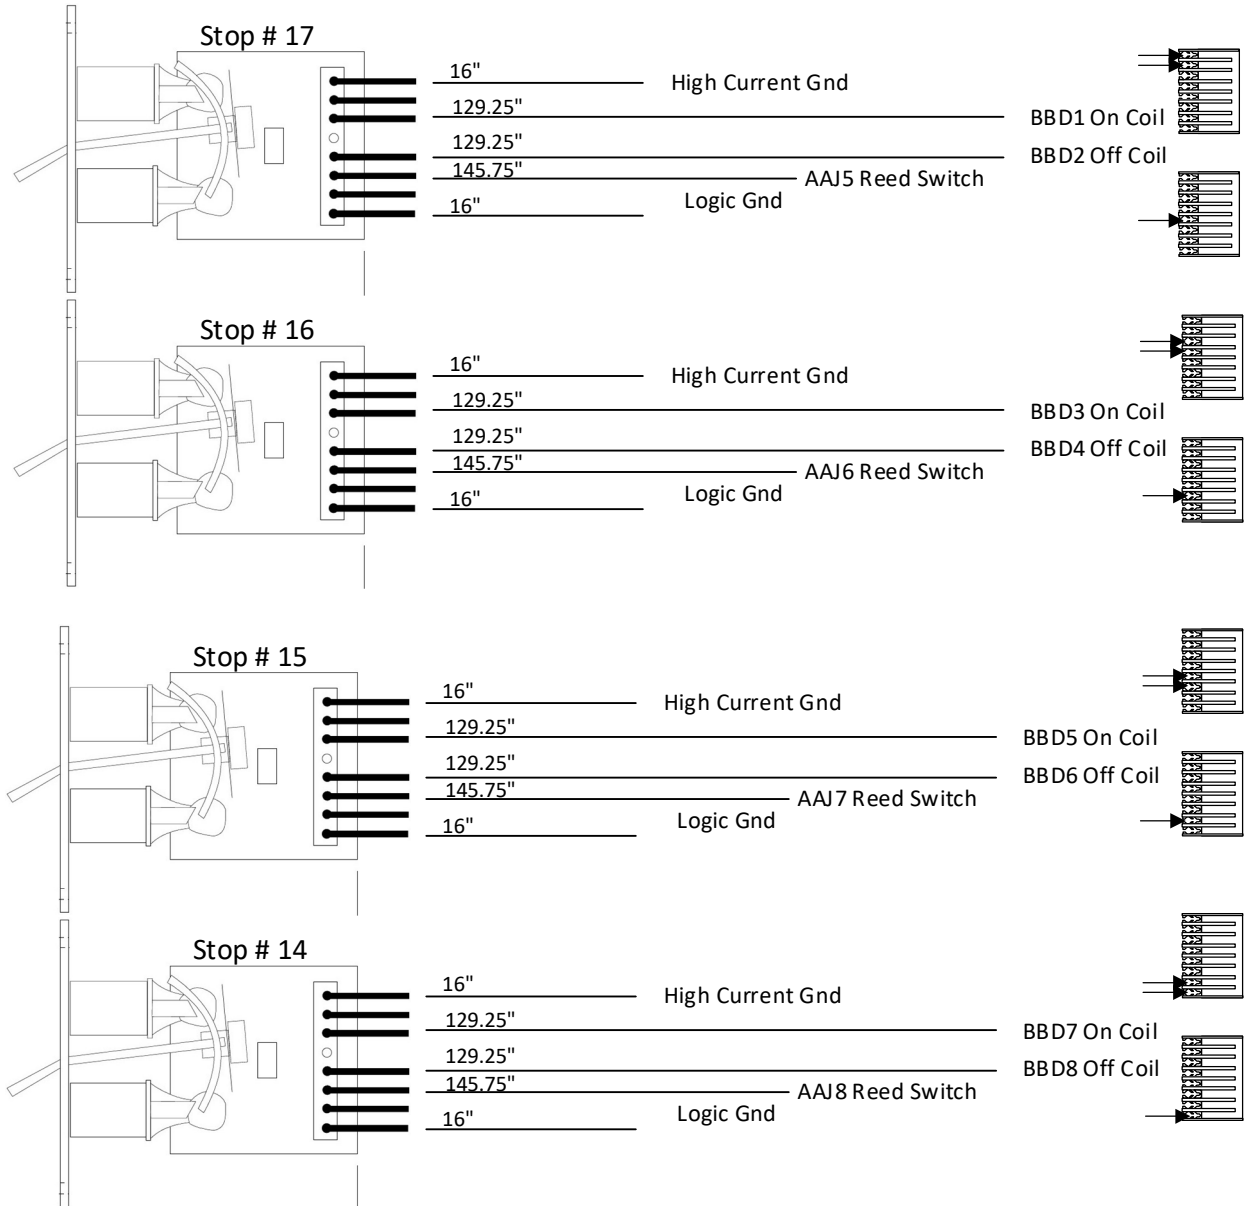 Stop # 17
16"
High Current Gnd
129.25"
BBD1 On Coil
129.25"
BBD2 Off Coil
145.75"
AAJ5 Reed Switch
Logic Gnd
16"
Stop # 16
16"
High Current Gnd
129.25"
BBD3 On Coil
129.25"
BBD4 Off Coil
145.75"
AAJ6 Reed Switch
Logic Gnd
16"
Stop # 15
16"
High Current Gnd
129.25"
BBD5 On Coil
129.25"
BBD6 Off Coil
145.75"
AAJ7 Reed Switch
Logic Gnd
16"
Stop # 14
16"
High Current Gnd
129.25"
BBD7 On Coil
129.25"
BBD8 Off Coil
145.75"
AAJ8 Reed Switch
Logic Gnd
16"